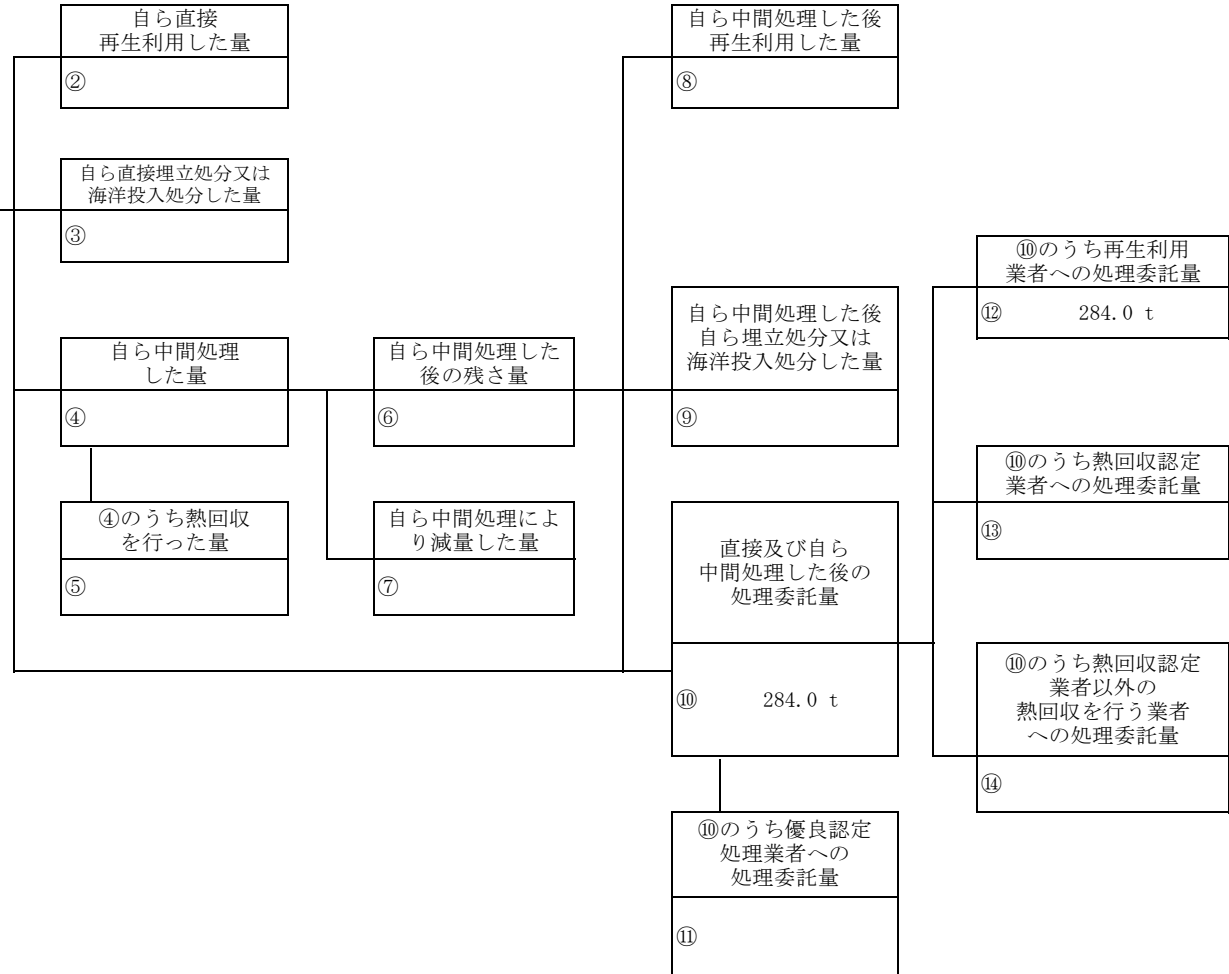 自ら直接
再生利用した量
②
自ら直接埋立処分又は
海洋投入処分した量
③
自ら中間処理
した量
④
④のうち熱回収
を行った量
⑤
自ら中間処理した
後の残さ量
⑥
自ら中間処理によ
り減量した量
⑦
自ら中間処理した後
再生利用した量
⑧
自ら中間処理した後
自ら埋立処分又は
海洋投入処分した量
⑨
直接及び自ら
中間処理した後の
処理委託量
⑩ 284.0 t
⑩のうち優良認定
処理業者への
処理委託量
⑪
⑩のうち再生利用
業者への処理委託量
⑫ 284.0 t
⑩のうち熱回収認定
業者への処理委託量
⑬
⑩のうち熱回収認定
業者以外の
熱回収を行う業者
への処理委託量
⑭